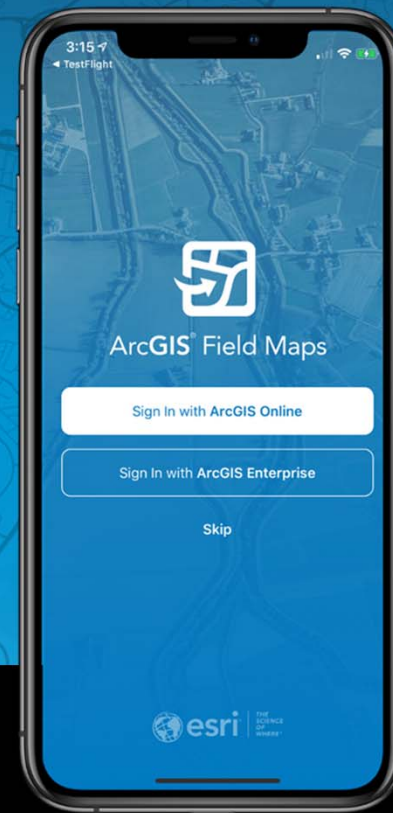 3:15
◀ TestFlight
ArcGIS® Field Maps
Sign In with ArcGIS Online
Sign In with ArcGIS Enterprise
Skip
esri
THE
SCIENCE
OF
WHERE®